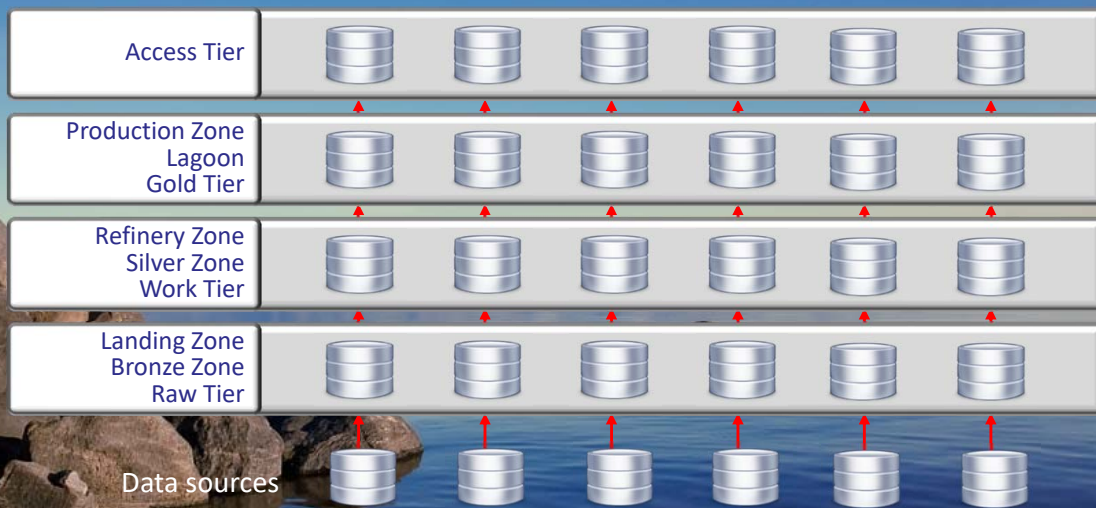 Access Tier
Production Zone
Lagoon
Gold Tier
Refinery Zone
Silver Zone
Work Tier
Landing Zone
Bronze Zone
Raw Tier
Data sources